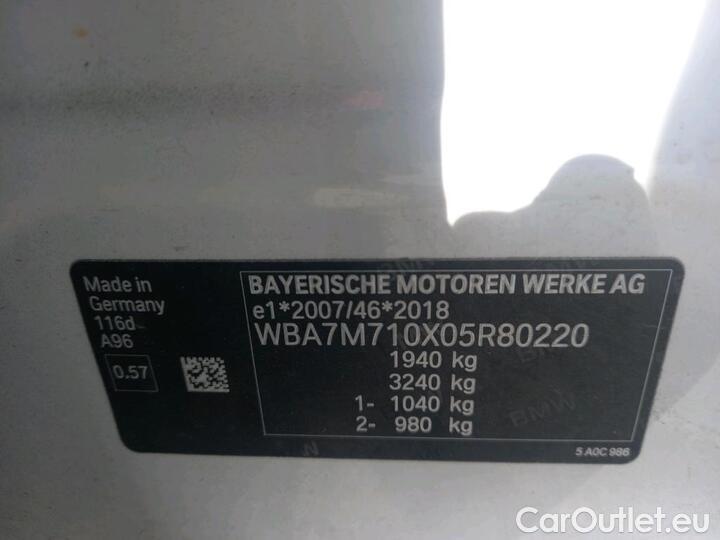 Made in
Germany
116d
A96
0.57
BAYERISCHE MOTOREN WERKE AG
e1*2007/46*2018
WBA7M710X05R80220
1940 kg
3240 kg
1- 1040 kg
2- 980 kg
5 A0C 986
CarOutlet.eu